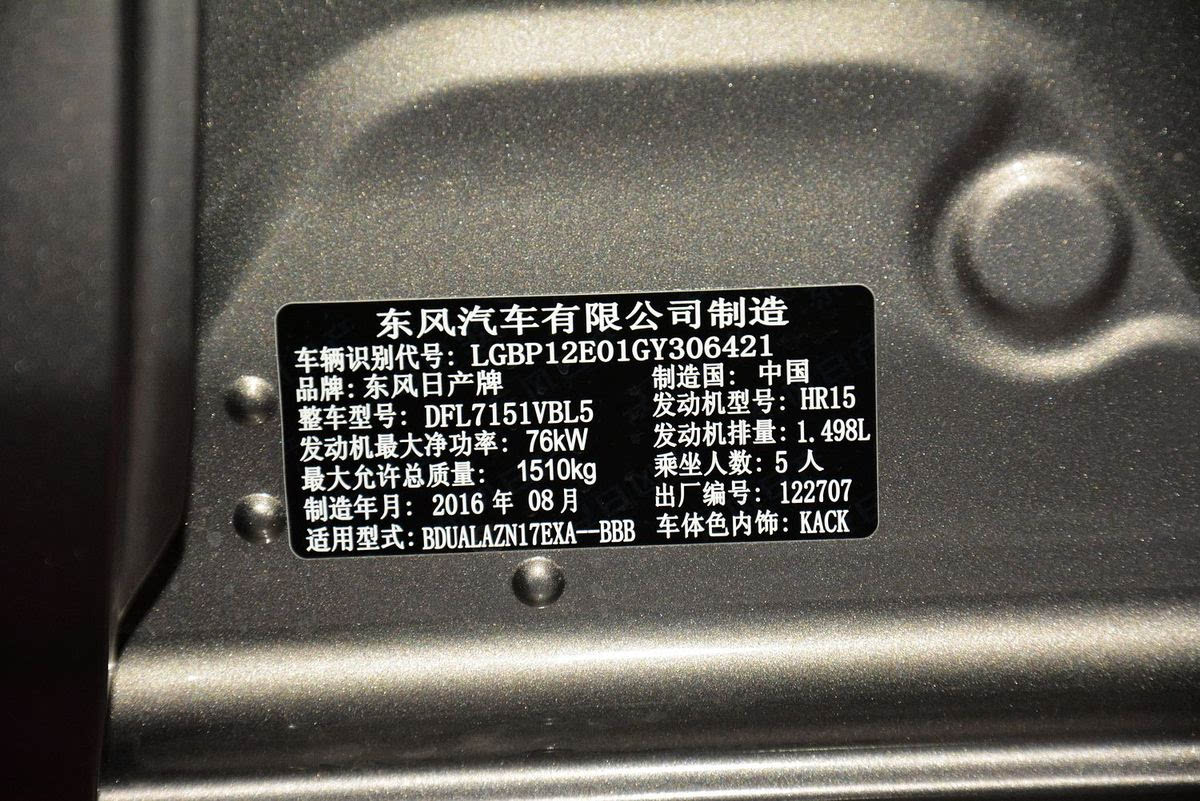 东风汽车有限公司制造
车辆识别代号: LGBP12E01GY306421
品牌: 东风日产牌 制造国: 中国
整车型号: DFL7151VBL5 发动机型号: HR15
发动机最大净功率: 76kW 发动机排量: 1.498L
最大允许总质量: 1510kg 乘坐人数: 5 人
制造年月: 2016 年 08 月 出厂编号: 122707
适用型式: BDUALAZN17EXA--BBB 车体色内饰: KACK